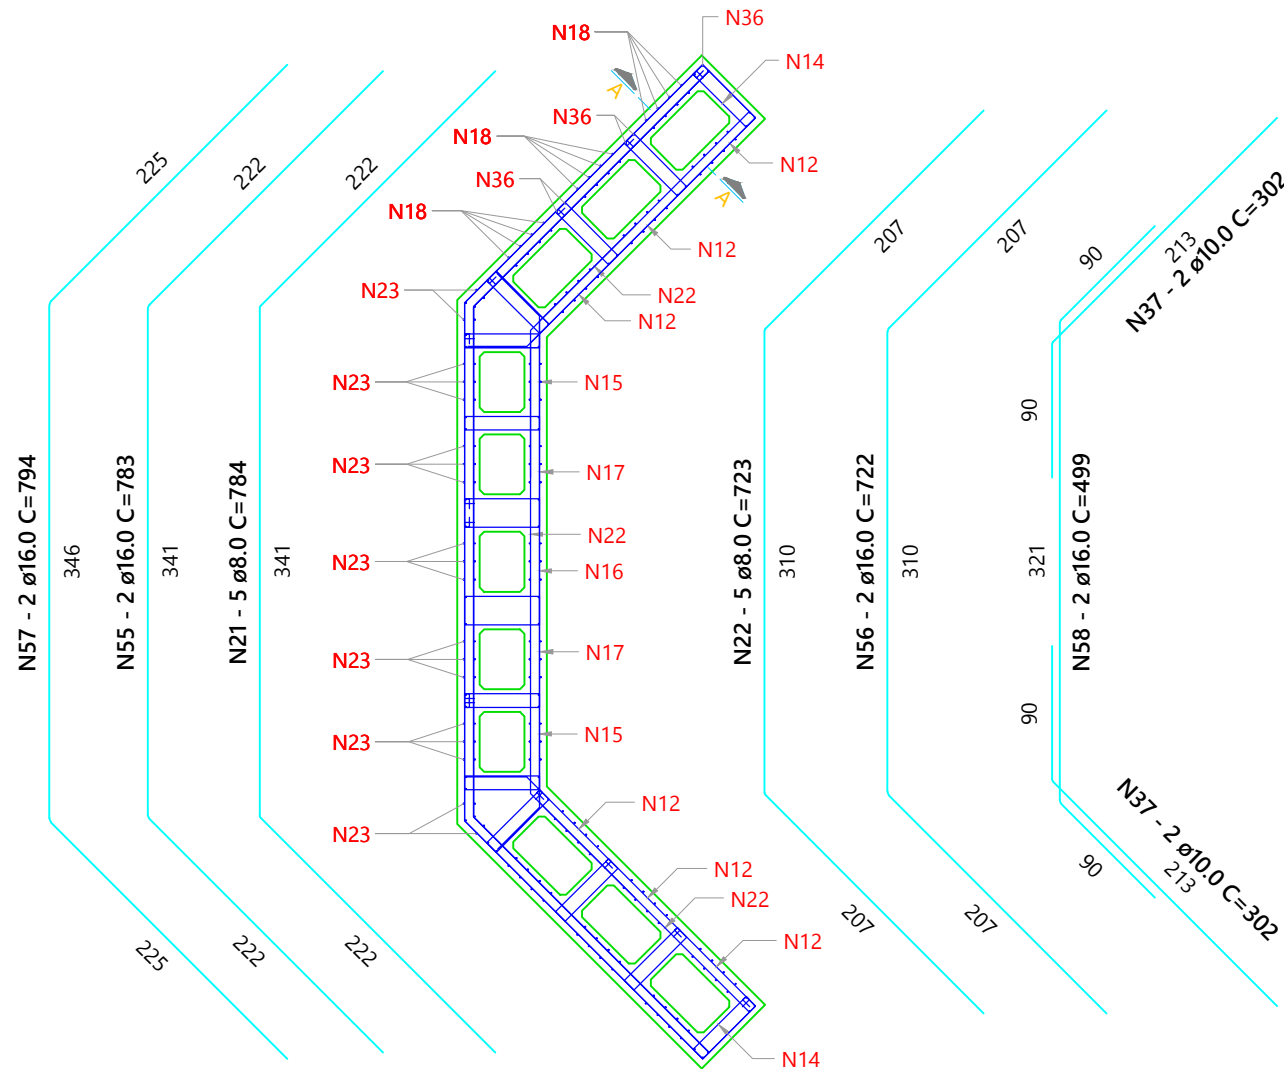 N36
N18
N14
A
N36
N18
N12
N36
A
N18
N12
N23
N22
N12
N23
N15
N23
N17
N22
N23
N16
N23
N17
N23
N15
N23
N12
N12
N22
N12
N14
225
N57 - 2 ø16.0 C=794
346
225
222
N55 - 2 ø16.0 C=783
341
222
222
N21 - 5 ø8.0 C=784
341
222
207
N22 - 5 ø8.0 C=723
310
207
207
N56 - 2 ø16.0 C=722
310
207
90
213
N37 - 2 ø10.0 C=302
90
321
N58 - 2 ø16.0 C=499
90
N37 - 2 ø10.0 C=302
213
90